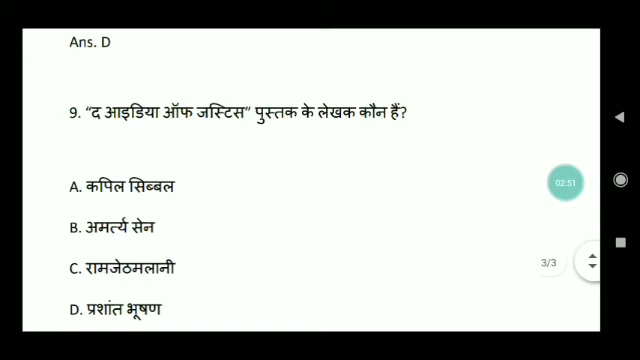 Ans. D
9. “द आइडिया ऑफ जस्टिस” पुस्तक के लेखक कौन हैं?
A. कपिल सिब्बल
02:51
B. अमर्त्य सेन
C. रामजेठमलानी
3/3
D. प्रशांत भूषण